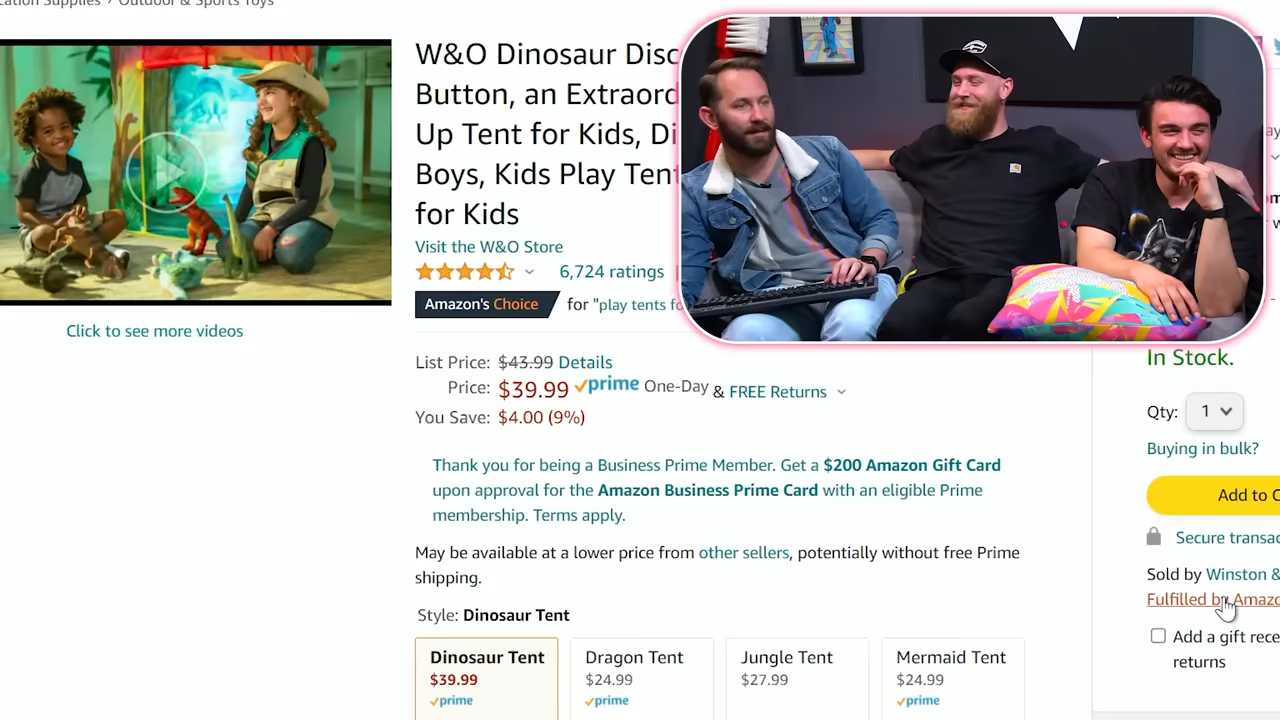 Outdoor & Sports Toys
W&O Dinosaur Disc
Button, an Extraord
Up Tent for Kids, Di
Boys, Kids Play Tent
for Kids
Visit the W&O Store
6,724 ratings
Amazon's Choice for "play tents fo
Click to see more videos
List Price: $43.99 Details
Price: $39.99 prime One-Day & FREE Returns
You Save: $4.00 (9%)
Thank you for being a Business Prime Member. Get a $200 Amazon Gift Card
upon approval for the Amazon Business Prime Card with an eligible Prime
membership. Terms apply.
May be available at a lower price from other sellers, potentially without free Prime
shipping.
Style: Dinosaur Tent
Dinosaur Tent
$39.99
prime
Dragon Tent
$24.99
prime
Jungle Tent
$27.99
Mermaid Tent
$24.99
prime
In Stock.
Qty: 1
Buying in bulk?
Add to C
Secure transac
Sold by Winston &
Fulfilled by Amazo
Add a gift rece
returns